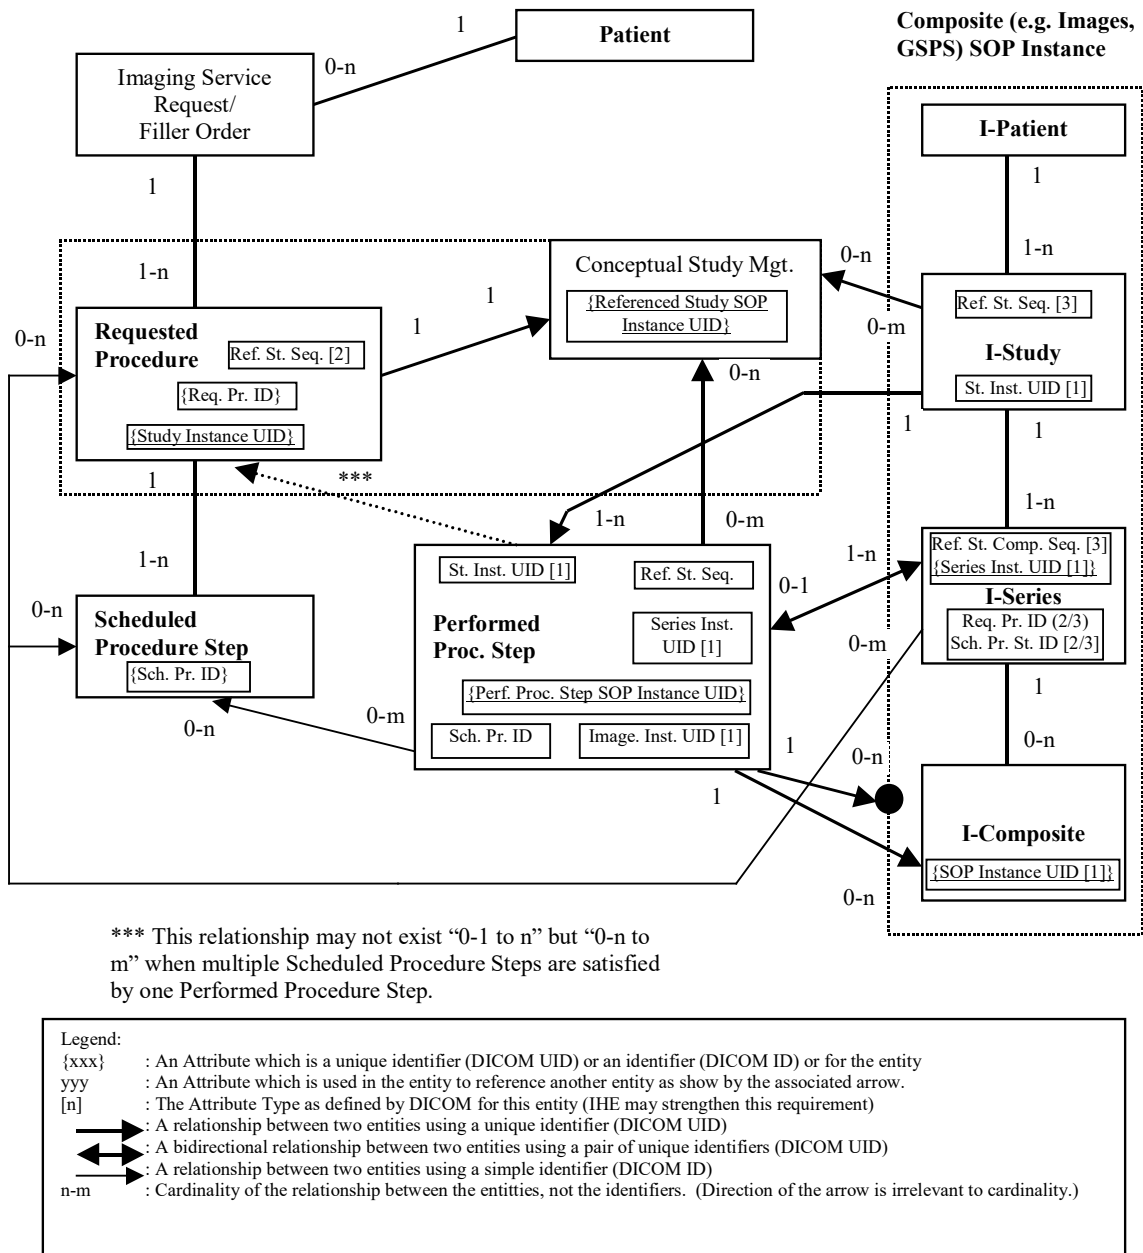 Composite (e.g. Images,
GSPS) SOP Instance
1
Patient
0-n
Imaging Service
Request/
Filler Order
I-Patient
1
1
1-n
1-n
0-n
Conceptual Study Mgt.
{Referenced Study SOP
Instance UID}
1
1
0-n
Requested
Procedure
Ref. St. Seq. [2]
{Req. Pr. ID}
{Study Instance UID}
Ref. St. Seq. [3]
0-m
I-Study
St. Inst. UID [1]
0-n
1
1
1
***
1-n
0-m
1-n
1-n
1-n
0-1
0-n
Scheduled
Procedure Step
{Sch. Pr. ID}
St. Inst. UID [1]
Ref. St. Seq.
Performed
Proc. Step
Series Inst.
UID [1]
{Perf. Proc. Step SOP Instance UID}
Sch. Pr. ID
Image. Inst. UID [1]
Ref. St. Comp. Seq. [3]
{Series Inst. UID [1]}
I-Series
Req. Pr. ID (2/3)
Sch. Pr. St. ID [2/3]
0-m
0-m
0-n
1
1
0-n
0-n
1
I-Composite
{SOP Instance UID [1]}
0-n
*** This relationship may not exist “0-1 to n” but “0-n to
m” when multiple Scheduled Procedure Steps are satisfied
by one Performed Procedure Step.
Legend:
{xxx} : An Attribute which is a unique identifier (DICOM UID) or an identifier (DICOM ID) or for the entity
yyy : An Attribute which is used in the entity to reference another entity as show by the associated arrow.
[n] : The Attribute Type as defined by DICOM for this entity (IHE may strengthen this requirement)
: A relationship between two entities using a unique identifier (DICOM UID)
: A bidirectional relationship between two entities using a pair of unique identifiers (DICOM UID)
: A relationship between two entities using a simple identifier (DICOM ID)
n-m : Cardinality of the relationship between the entitties, not the identifiers. (Direction of the arrow is irrelevant to cardinality.)